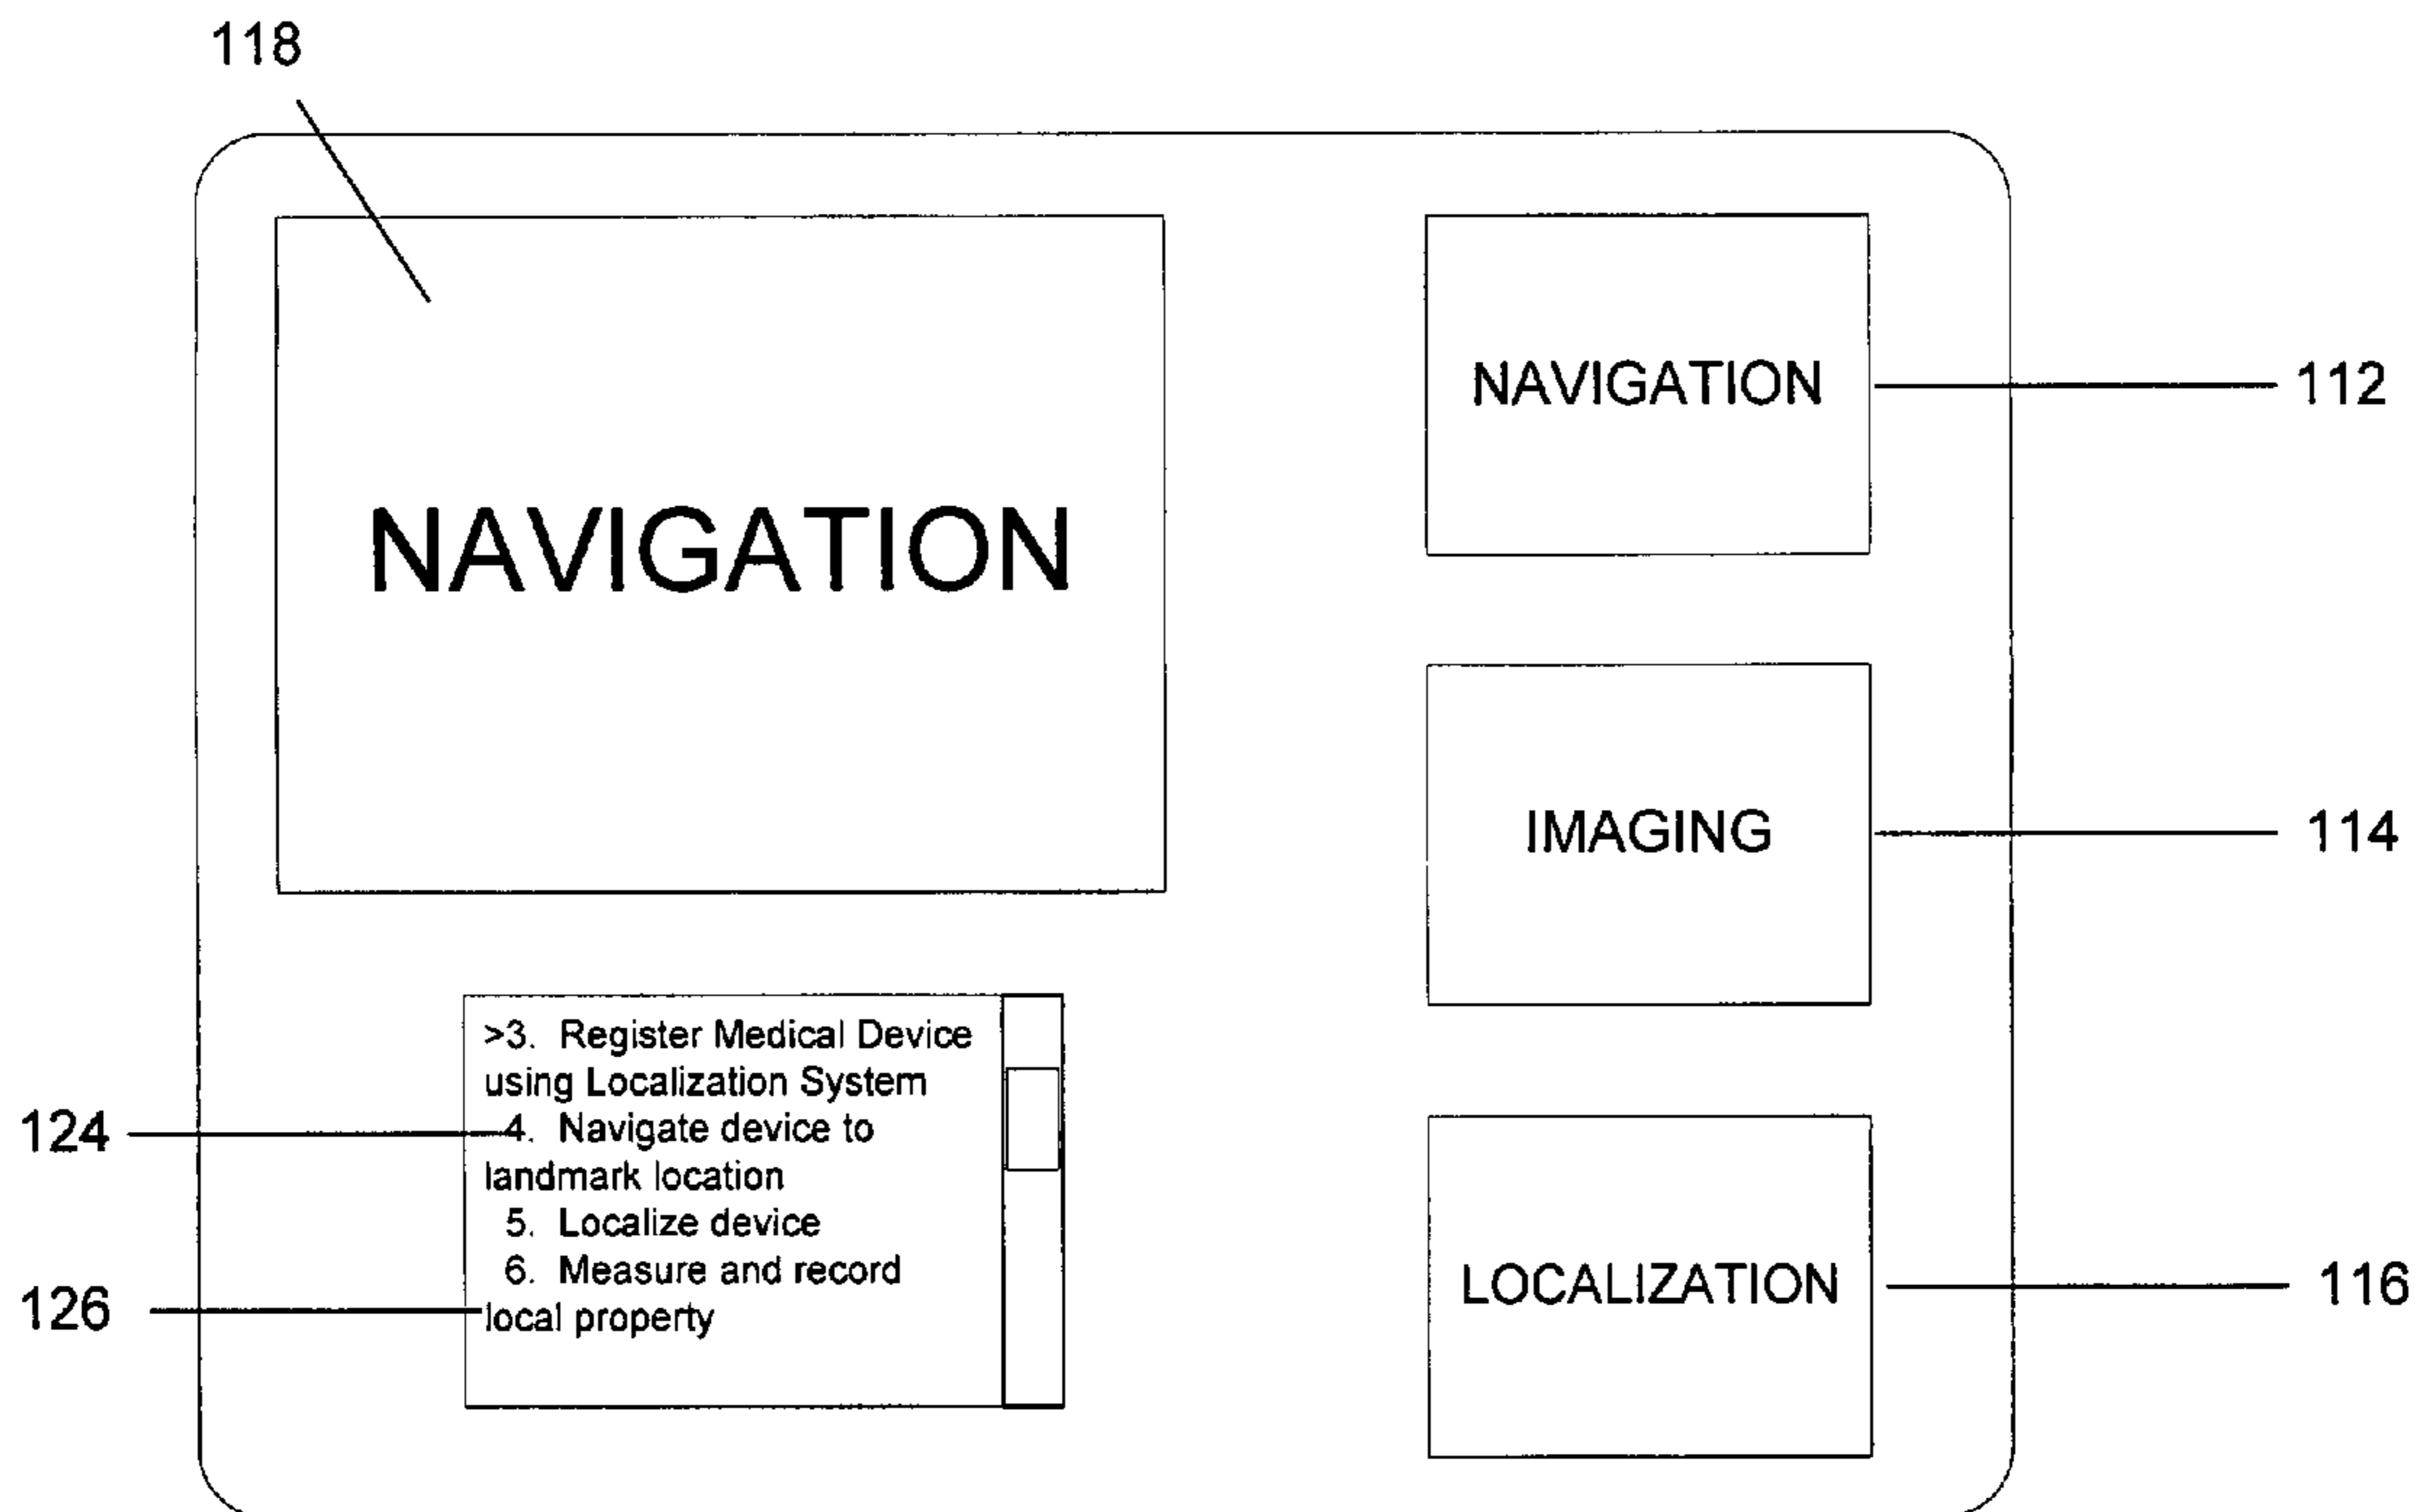 118
NAVIGATION
112
NAVIGATION
IMAGING
114
>3. Register Medical Device
using Localization System
4. Navigate device to
landmark location
5. Localize device
6. Measure and record
local property
124
126
LOCALIZATION
116